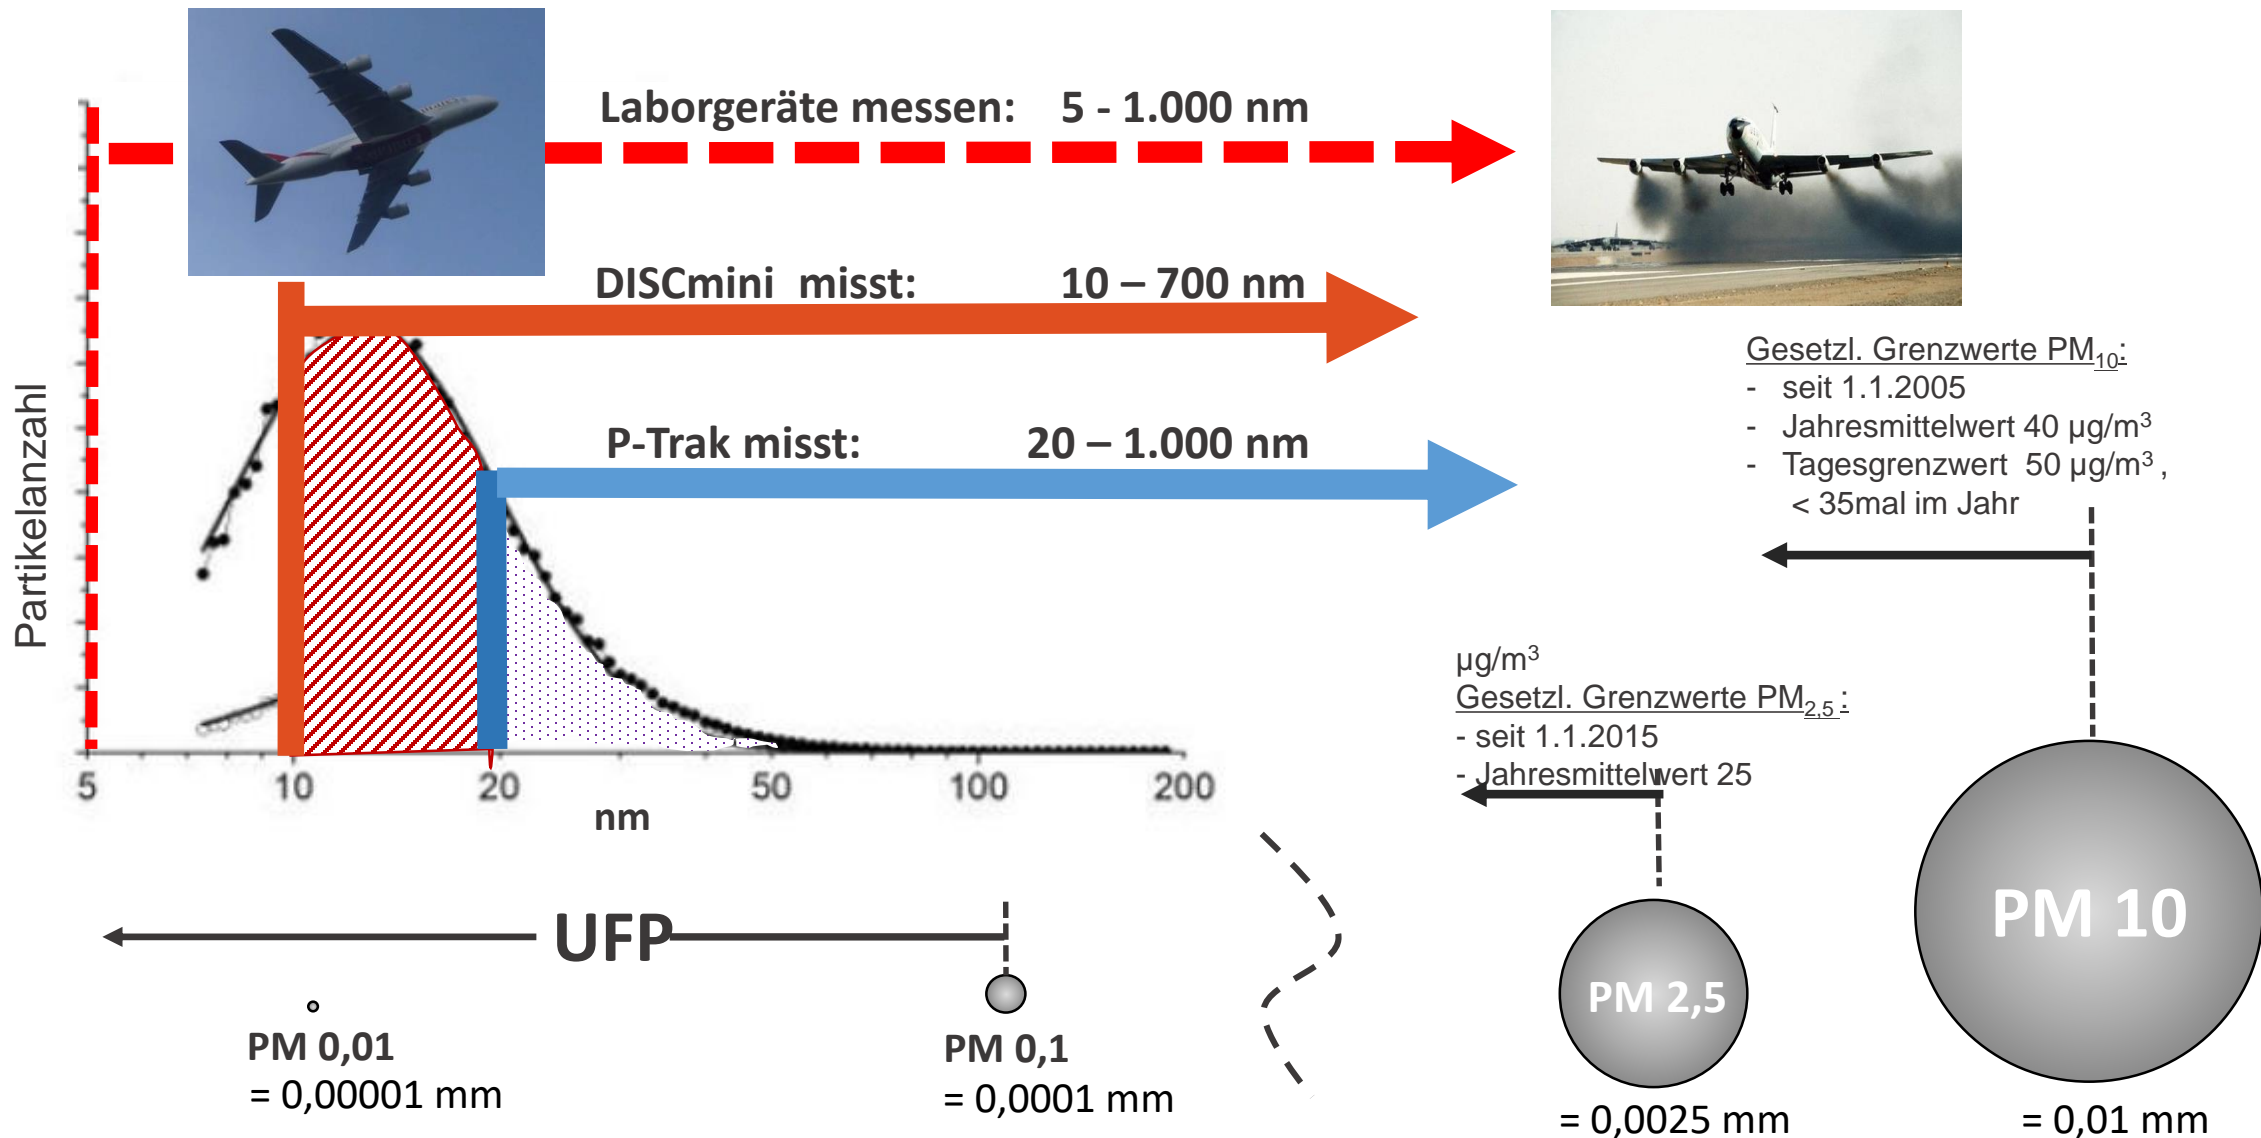 Laborgeräte messen: 5 - 1.000 nm
DISCmini misst: 10 – 700 nm
P-Trak misst: 20 – 1.000 nm
Partikelanzahl
5 10 20 50 100 200
nm
Gesetzl. Grenzwerte PM10:
- seit 1.1.2005
- Jahresmittelwert 40 µg/m³
- Tagesgrenzwert 50 µg/m³ ,
< 35mal im Jahr
µg/m³
Gesetzl. Grenzwerte PM2,5 :
- seit 1.1.2015
- Jahresmittelwert 25
UFP
PM 0,01
= 0,00001 mm
PM 0,1
= 0,0001 mm
PM 2,5
= 0,0025 mm
PM 10
= 0,01 mm